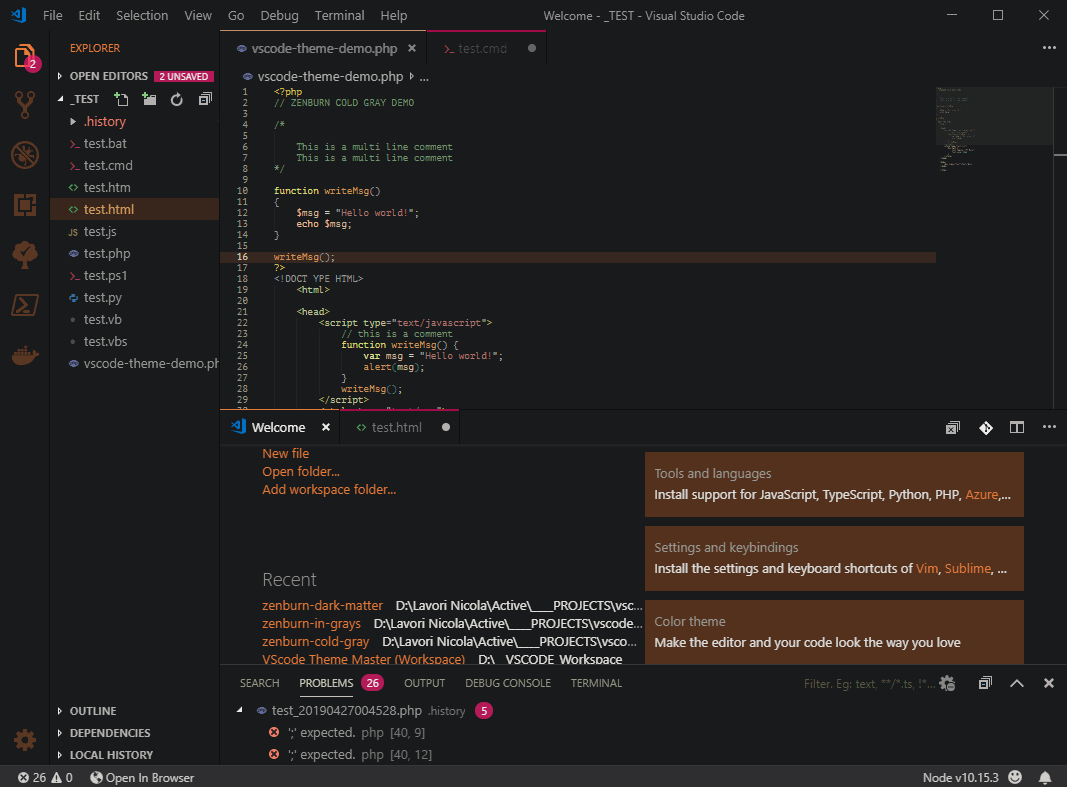 File Edit Selection View Go Debug Terminal Help Welcome - _TEST - Visual Studio Code
2
EXPLORER
OPEN EDITORS 2 UNSAVED
_TEST
.history
test.bat
test.cmd
test.htm
test.html
JS test.js
test.php
test.ps1
test.py
test.vb
test.vbs
vscode-theme-demo.ph
OUTLINE
DEPENDENCIES
LOCAL HISTORY
vscode-theme-demo.php test.cmd
vscode-theme-demo.php ...
1 <?php
2 // ZENBURN COLD GRAY DEMO
3
4 /*
5
6 This is a multi line comment
7 This is a multi line comment
8 */
9
10 function writeMsg()
11 {
12 $msg = "Hello world!";
13 echo $msg;
14 }
15
16 writeMsg();
17 ?>
18 <!DOCT YPE HTML>
19 <html>
20
21 <head>
22 <script type="text/javascript">
23 // this is a comment
24 function writeMsg() {
25 var msg = "Hello world!";
26 alert(msg);
27 }
28 writeMsg();
29 </script>
Welcome test.html
New file
Open folder...
Add workspace folder...
Recent
zenburn-dark-matter D:\Lavori Nicola\Active\____PROJECTS\vsc...
zenburn-in-grays D:\Lavori Nicola\Active\____PROJECTS\vscode...
zenburn-cold-gray D:\Lavori Nicola\Active\____PROJECTS\vsco...
VScode Theme Master (Workspace) D:\__VSCODE_Workspace
Tools and languages
Install support for JavaScript, TypeScript, Python, PHP, Azure,...
Settings and keybindings
Install the settings and keyboard shortcuts of Vim, Sublime, ...
Color theme
Make the editor and your code look the way you love
SEARCH PROBLEMS 26 OUTPUT DEBUG CONSOLE TERMINAL Filter. Eg: text, **/*.ts, !*...
test_20190427004528.php .history 5
';' expected. php [40, 9]
';' expected. php [40, 12]
26 0 Open In Browser Node v10.15.3